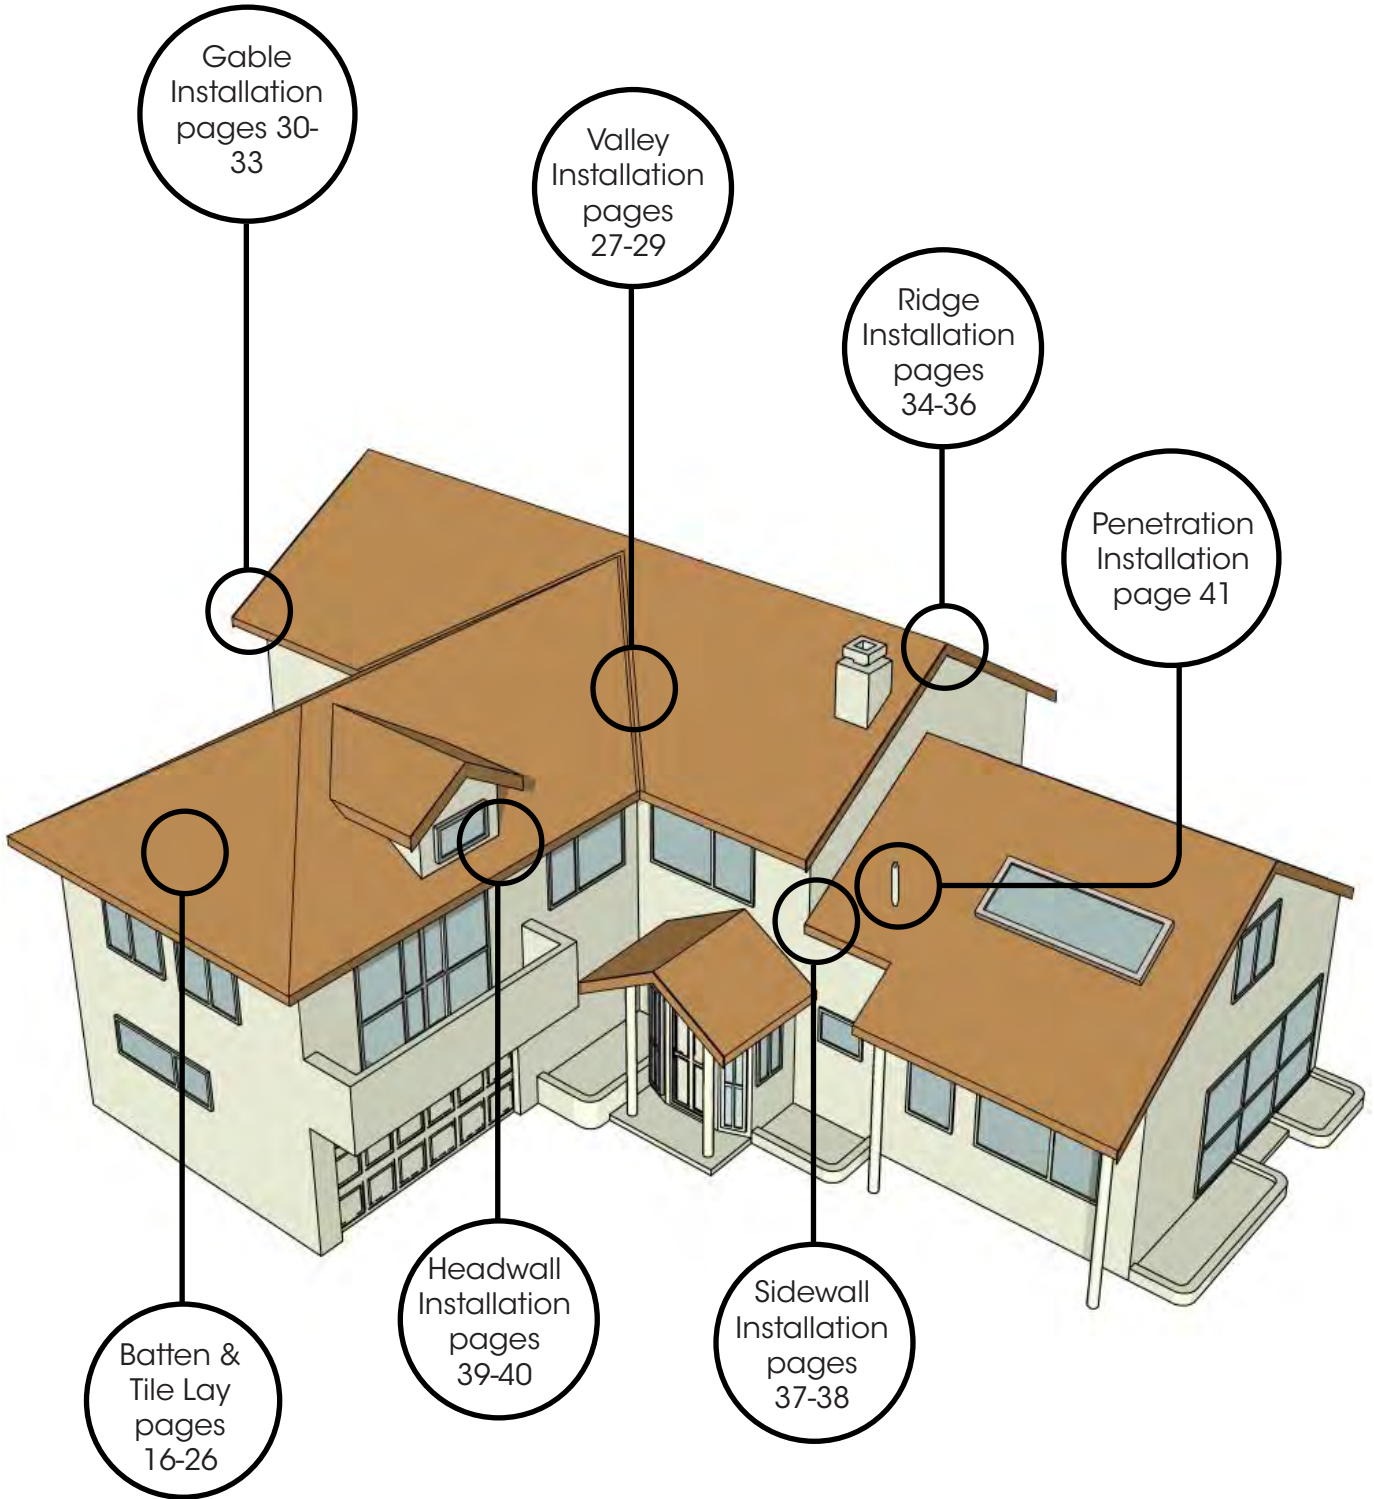 Gable
Installation
pages 30-
33
Valley
Installation
pages
27-29
Ridge
Installation
pages
34-36
Penetration
Installation
page 41
Headwall
Installation
pages
39-40
Sidewall
Installation
pages
37-38
Batten &
Tile Lay
pages
16-26